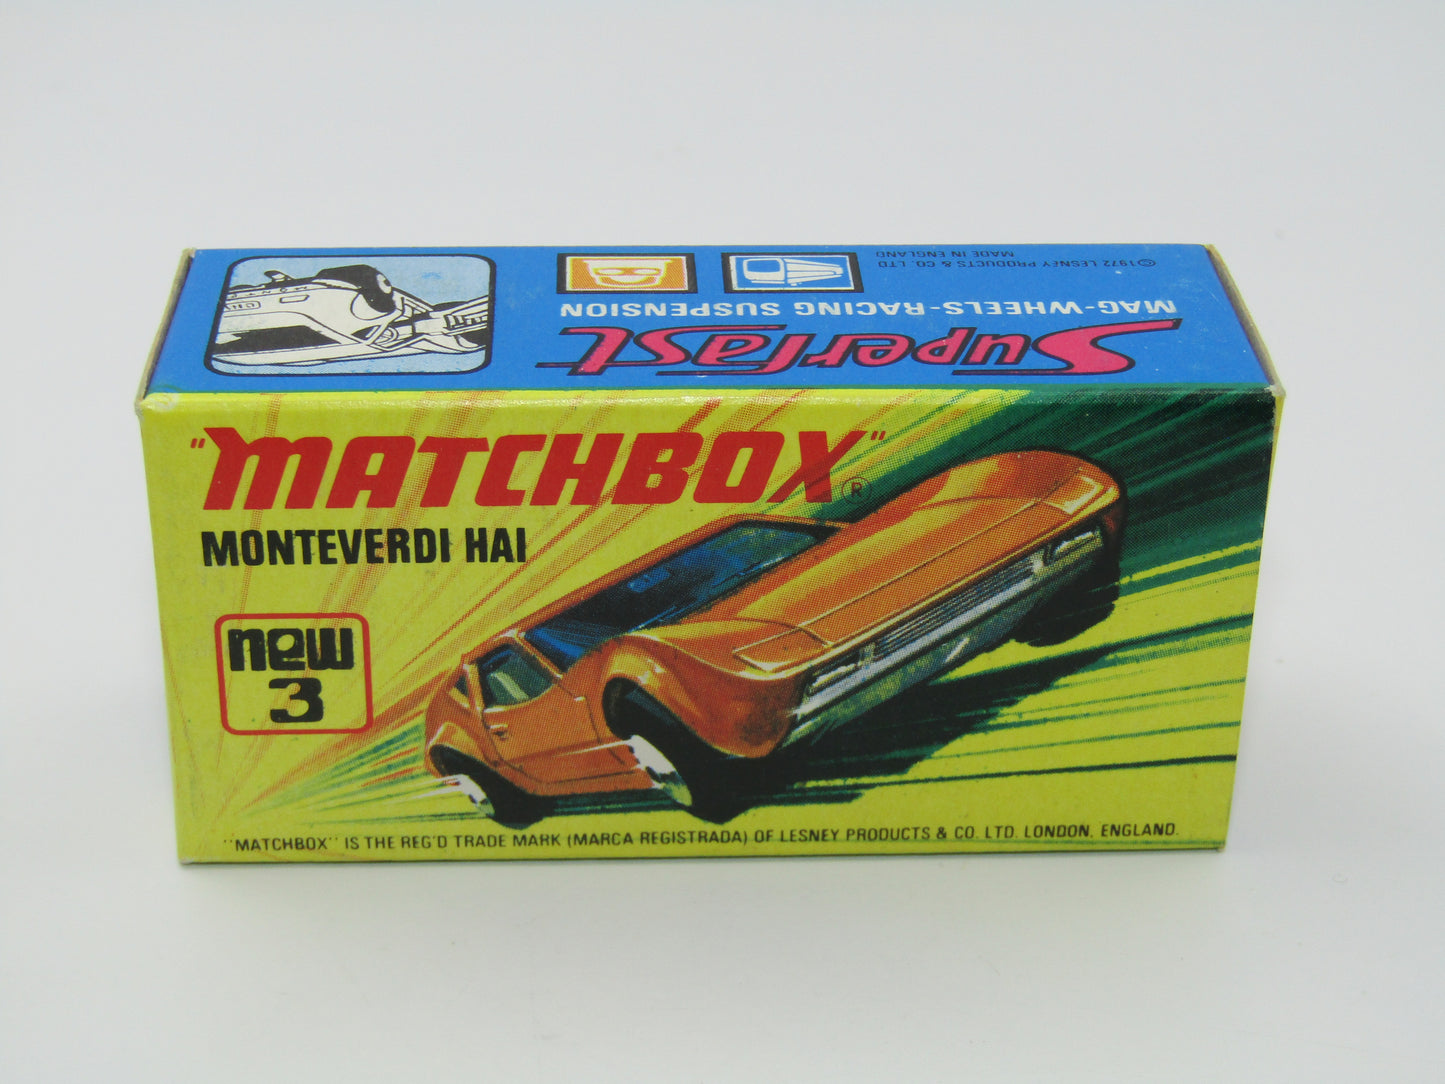 "MATCHBOX"®
MONTEVERDI HAI
new
3
"MATCHBOX" IS THE REG'D TRADE MARK (MARCA REGISTRADA) OF LESNEY PRODUCTS & CO. LTD. LONDON. ENGLAND.
Superfast
MAG-WHEELS-RACING SUSPENSION
©1972 LESNEY PRODUCTS & CO. LTD
MADE IN ENGLAND